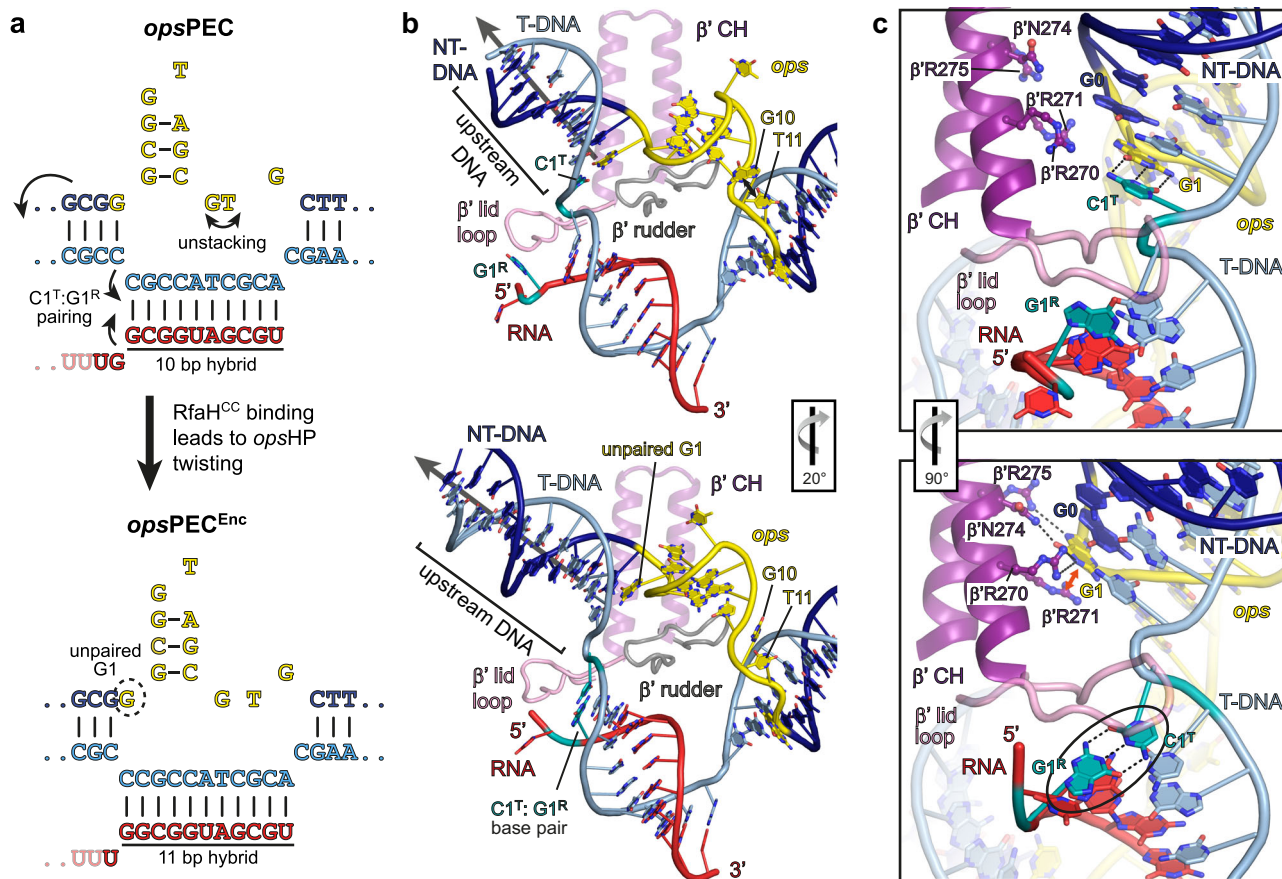 a
opsPEC
T
G
G – A
C – G
G – C
G
. . GCGG
GT
CTT . .
unstacking
. . CGCC
CGAA . .
CGCCATCGCA
C1ᵀ:G1ᴿ
pairing
GCGGUAGCGU
. . UUUG
10 bp hybrid
RfaHᶜᶜ binding
leads to opsHP
twisting
opsPECᴱⁿᶜ
T
G
G – A
C – G
G – C
unpaired
G1
G
. . GCGG
G T
CTT . .
. . CGC
CGAA . .
CCGCCATCGCA
GGCGGUAGCGU
. . UUU
11 bp hybrid
b
T-DNA
NT-
DNA
β' CH
ops
upstream
DNA
G10
T11
C1ᵀ
β' lid
loop
β' rudder
G1ᴿ
5'
RNA
3'
20°
NT-DNA
unpaired G1
T-DNA
β' CH
ops
G10
T11
upstream DNA
β' lid
loop
β' rudder
5'
RNA
C1ᵀ: G1ᴿ
base pair
3'
c
β'N274
β'R275
NT-DNA
G0
β'R271
β'R270
G1
C1ᵀ
β' CH
ops
T-DNA
β' lid
loop
G1ᴿ
RNA
5'
90°
β'R275
G0
β'N274
NT-DNA
β'R270
G1
β'R271
ops
β' CH
T-DNA
β' lid
loop
C1ᵀ
5'
G1ᴿ
RNA